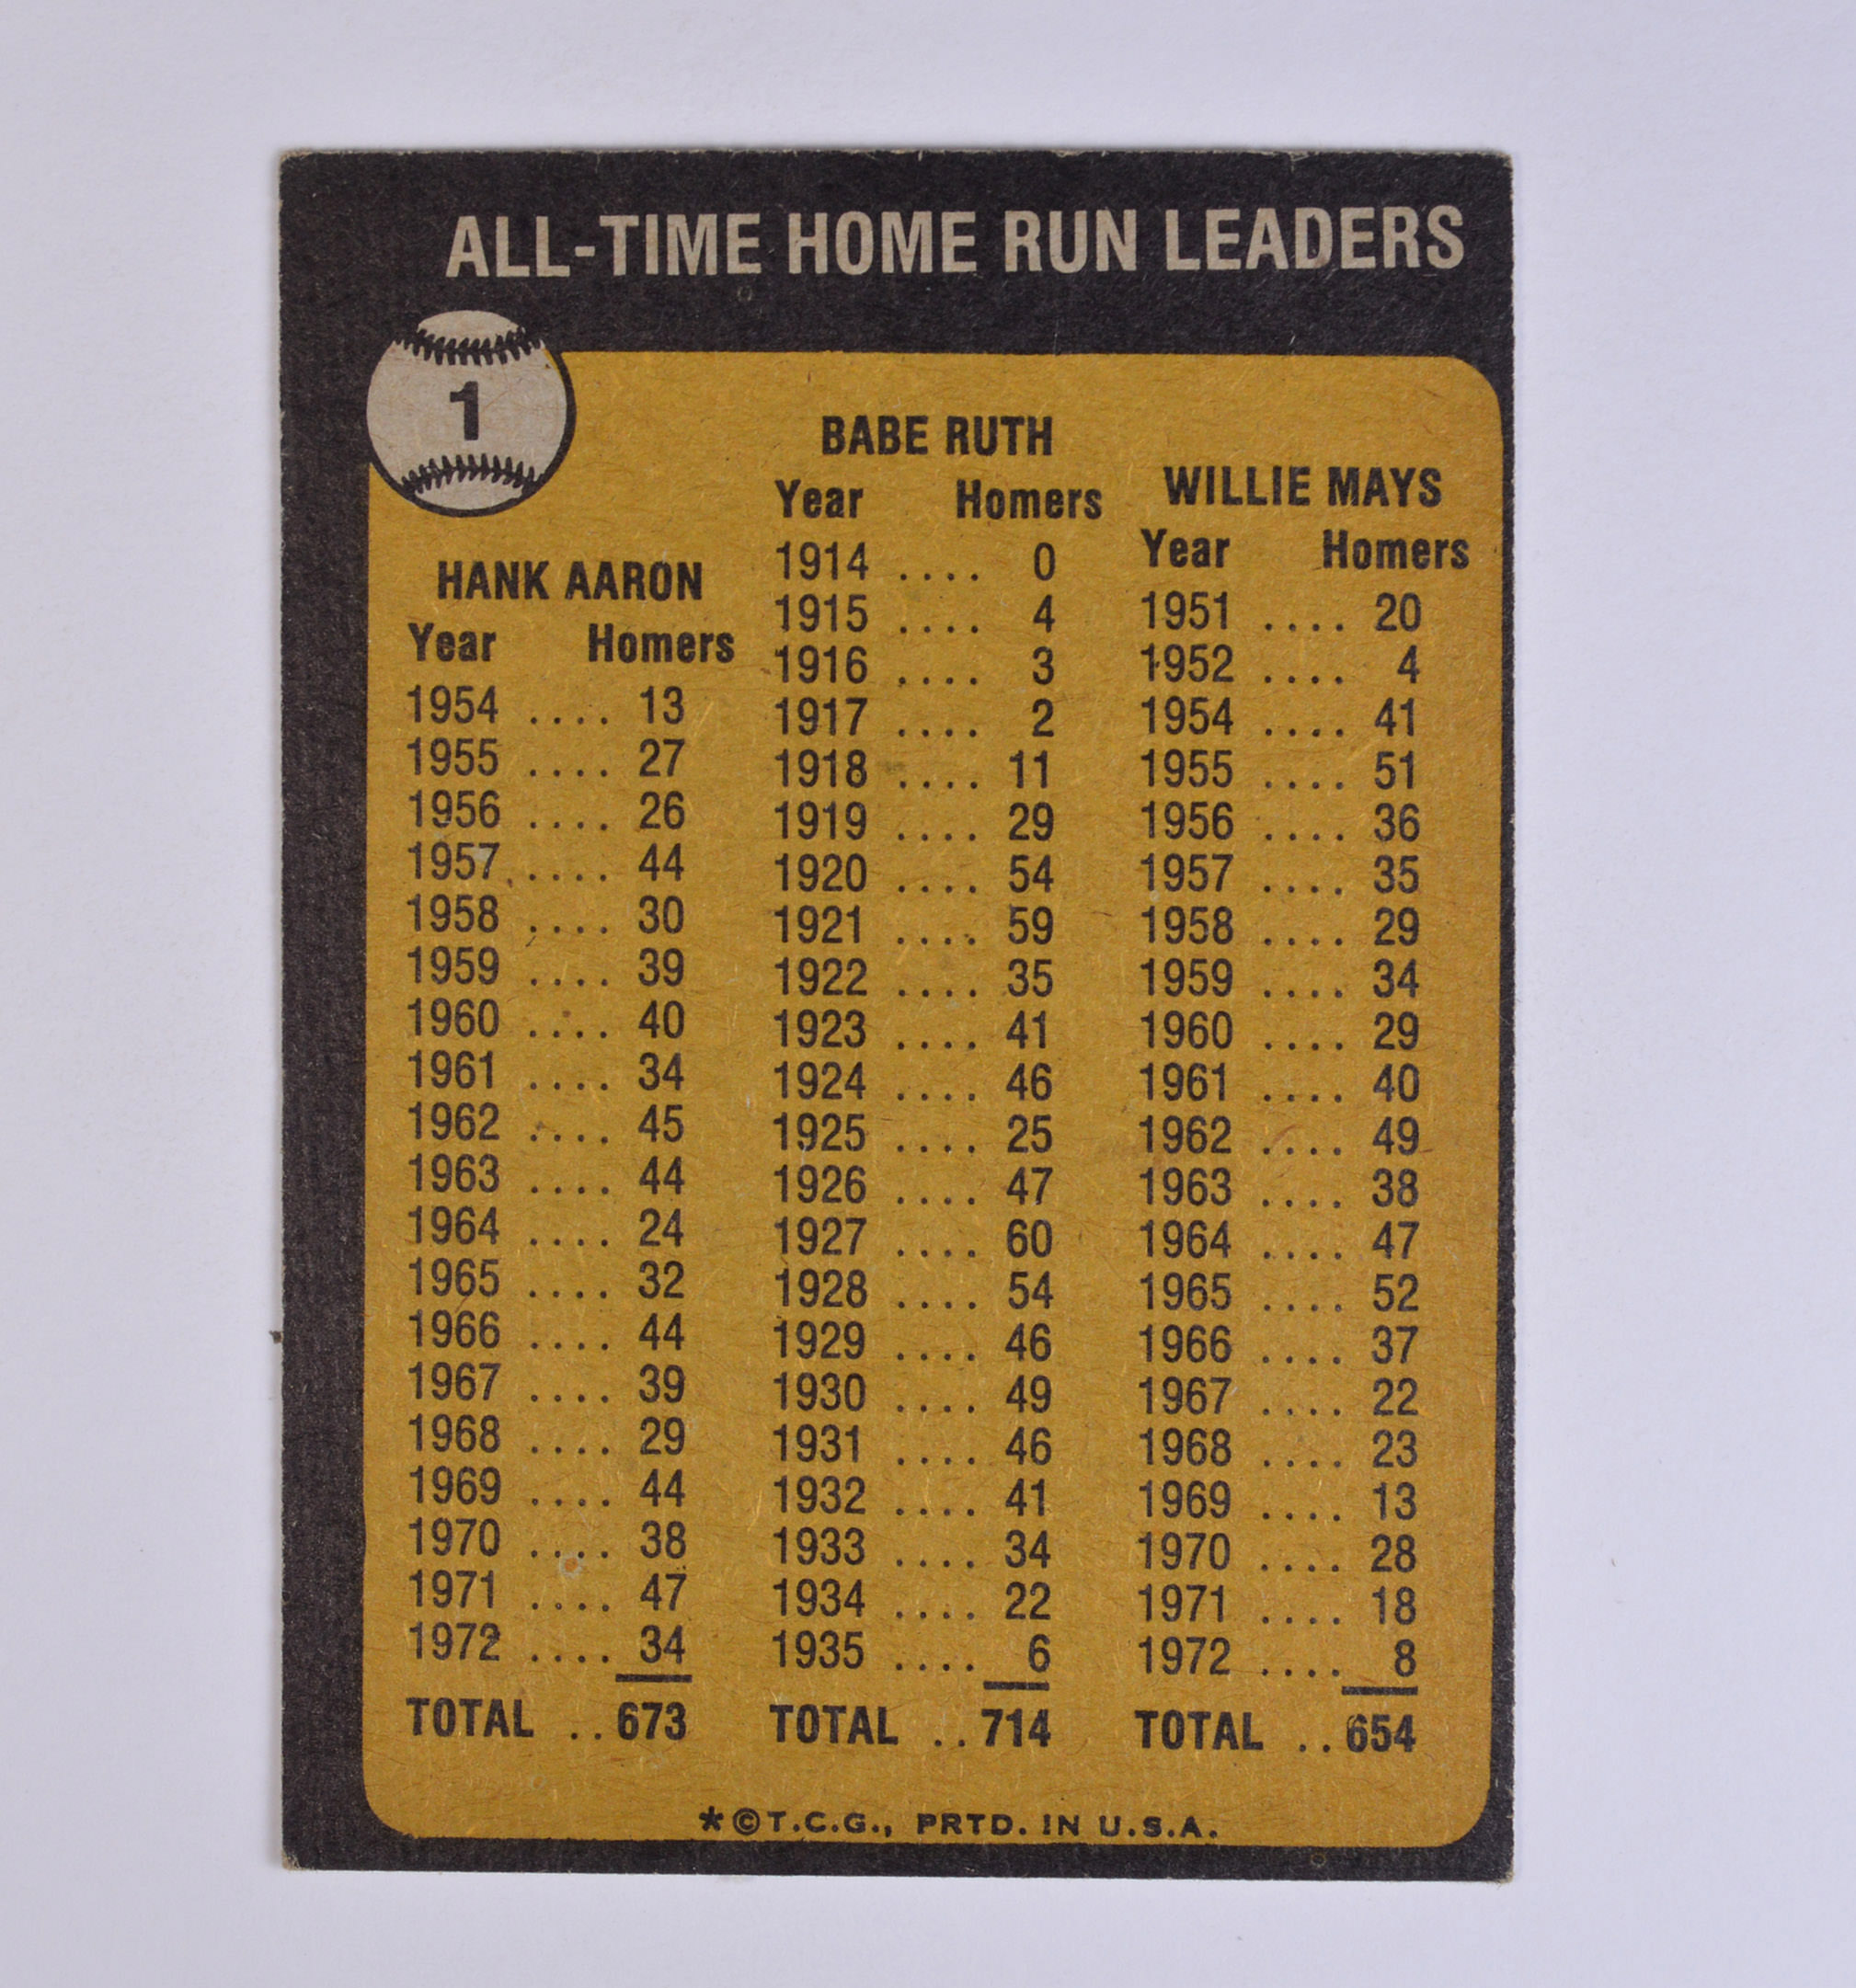 ALL-TIME HOME RUN LEADERS
1
HANK AARON
Year Homers
1954 .... 13
1955 .... 27
1956 .... 26
1957 .... 44
1958 .... 30
1959 .... 39
1960 .... 40
1961 .... 34
1962 .... 45
1963 .... 44
1964 .... 24
1965 .... 32
1966 .... 44
1967 .... 39
1968 .... 29
1969 .... 44
1970 .... 38
1971 .... 47
1972 .... 34
TOTAL .. 673
BABE RUTH
Year Homers
1914 .... 0
1915 .... 4
1916 .... 3
1917 .... 2
1918 .... 11
1919 .... 29
1920 .... 54
1921 .... 59
1922 .... 35
1923 .... 41
1924 .... 46
1925 .... 25
1926 .... 47
1927 .... 60
1928 .... 54
1929 .... 46
1930 .... 49
1931 .... 46
1932 .... 41
1933 .... 34
1934 .... 22
1935 .... 6
TOTAL .. 714
WILLIE MAYS
Year Homers
1951 .... 20
1952 .... 4
1954 .... 41
1955 .... 51
1956 .... 36
1957 .... 35
1958 .... 29
1959 .... 34
1960 .... 29
1961 .... 40
1962 .... 49
1963 .... 38
1964 .... 47
1965 .... 52
1966 .... 37
1967 .... 22
1968 .... 23
1969 .... 13
1970 .... 28
1971 .... 18
1972 .... 8
TOTAL .. 654
*©T.C.G., PRTD. IN U.S.A.